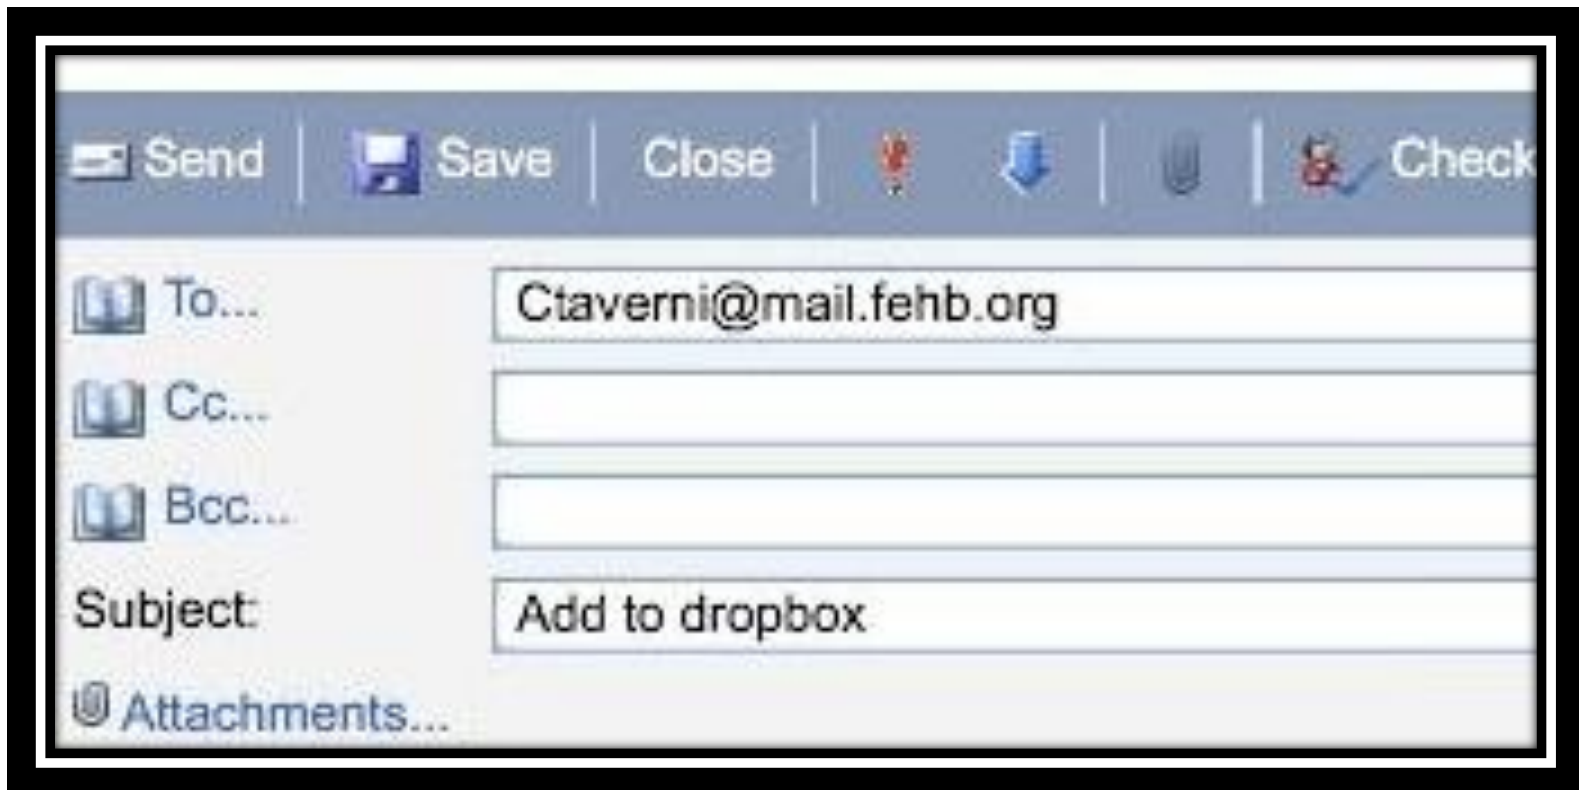 Send Save Close Check
To... Ctaverni@mail.fehb.org
Cc...
Bcc...
Subject: Add to dropbox
Attachments...